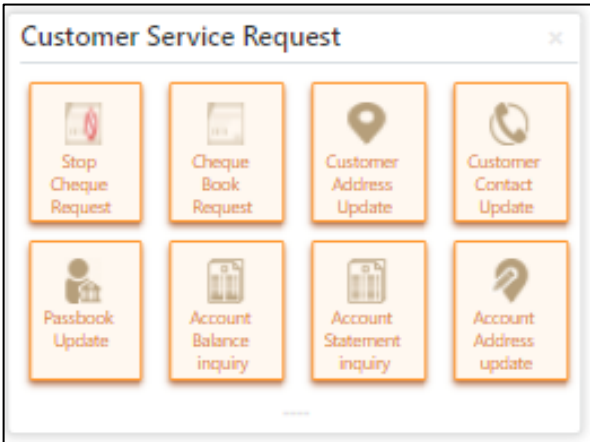 Customer Service Request
Stop
Cheque
Request
Cheque
Book
Request
Customer
Address
Update
Customer
Contact
Update
Passbook
Update
Account
Balance
inquiry
Account
Statement
inquiry
Account
Address
update